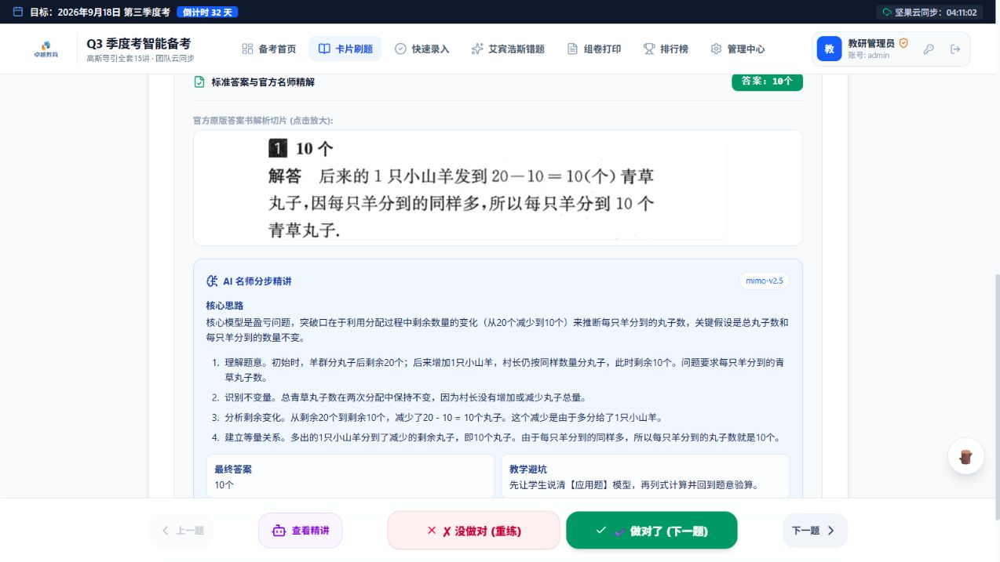 目标：2026年9月18日 第三季度考 倒计时 32 天 坚果云同步：04:11:02
卓越教育
Q3 季度考智能备考
高斯导引全套15讲 · 团队云同步
备考首页 卡片刷题 快速录入 艾宾浩斯错题 组卷打印 排行榜 管理中心
教 教研管理员
账号: admin
标准答案与官方名师精解 答案: 10个
官方原版答案书解析切片 (点击放大):
1 10 个
解答 后来的 1 只小山羊发到 20－10＝10(个) 青草
丸子,因每只羊分到的同样多,所以每只羊分到 10 个
青草丸子.
AI 名师分步精讲 mimo-v2.5
核心思路
核心模型是盈亏问题，突破口在于利用分配过程中剩余数量的变化（从20个减少到10个）来推断每只羊分到的丸子数，关键假设是总丸子数和
每只羊分到的数量不变。
1. 理解题意。初始时，羊群分丸子后剩余20个；后来增加1只小山羊，村长仍按同样数量分丸子，此时剩余10个。问题要求每只羊分到的青
草丸子数。
2. 识别不变量。总青草丸子数在两次分配中保持不变，因为村长没有增加或减少丸子总量。
3. 分析剩余变化。从剩余20个到剩余10个，减少了20 - 10 = 10个丸子。这个减少是由于多分给了1只小山羊。
4. 建立等量关系。多出的1只小山羊分到了减少的剩余丸子，即10个丸子。由于每只羊分到的同样多，所以每只羊分到的丸子数就是10个。
最终答案 教学避坑
10个 先让学生说清【应用题】模型，再列式计算并回到题意验算。
上一题 查看精讲 ✗ 没做对 (重练) ✔ 做对了 (下一题) 下一题